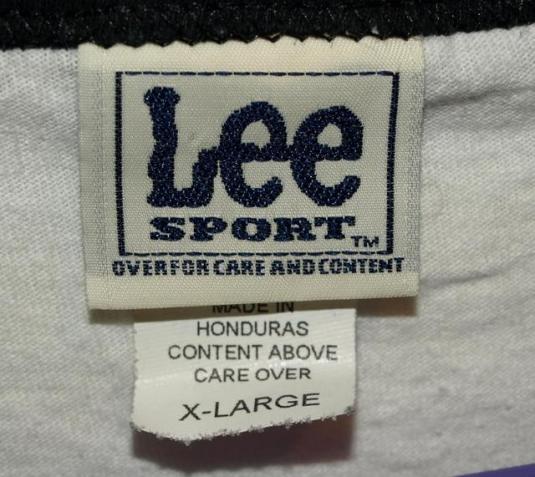 Lee
SPORT TM
OVER FOR CARE AND CONTENT
MADE IN
HONDURAS
CONTENT ABOVE
CARE OVER
X-LARGE